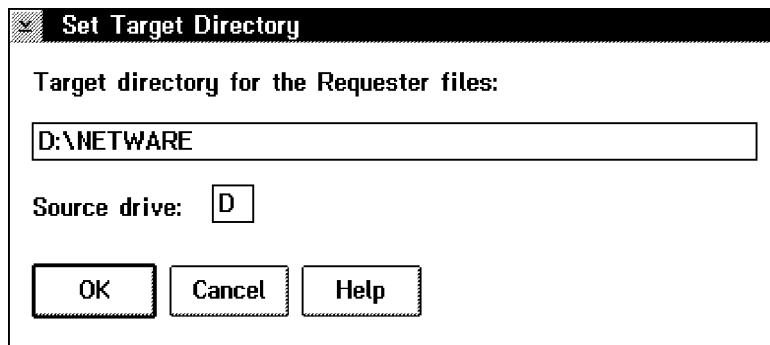 Set Target Directory
Target directory for the Requester files:
D:\NETWARE
Source drive: D
OK Cancel Help